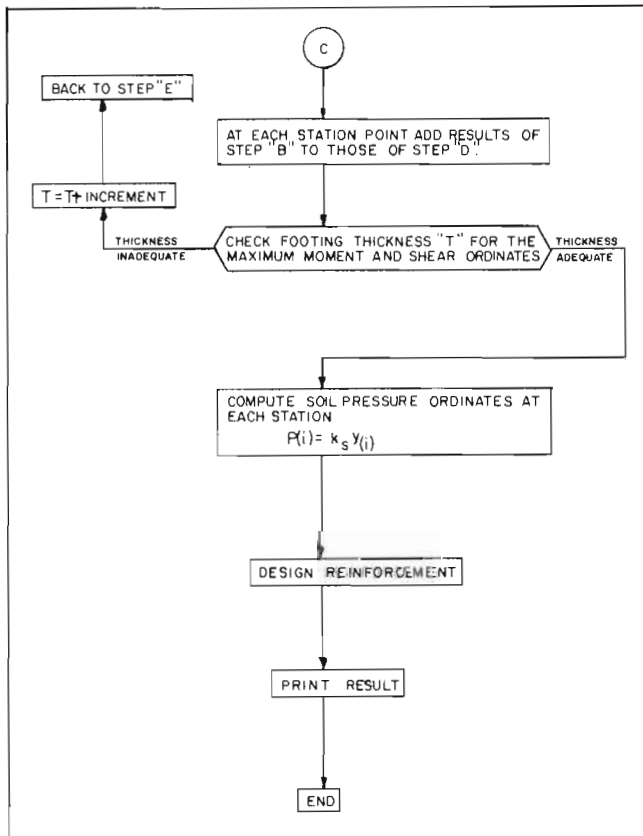 C
BACK TO STEP "E"
AT EACH STATION POINT ADD RESULTS OF
STEP "B" TO THOSE OF STEP "D".
T = T+ INCREMENT
THICKNESS
INADEQUATE
CHECK FOOTING THICKNESS "T" FOR THE
MAXIMUM MOMENT AND SHEAR ORDINATES
THICKNESS
ADEQUATE
COMPUTE SOIL PRESSURE ORDINATES AT
EACH STATION
P(i) = k_s y_(i)
DESIGN REINFORCEMENT
PRINT RESULT
END